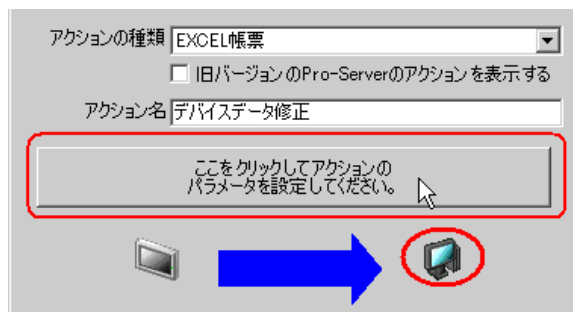 アクションの種類 EXCEL帳票
旧バージョンのPro-Serverのアクションを表示する
アクション名 デバイスデータ修正
ここをクリックしてアクションの
パラメータを設定してください。